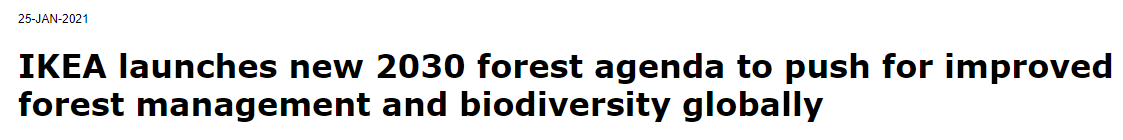 25-JAN-2021
IKEA launches new 2030 forest agenda to push for improved
forest management and biodiversity globally